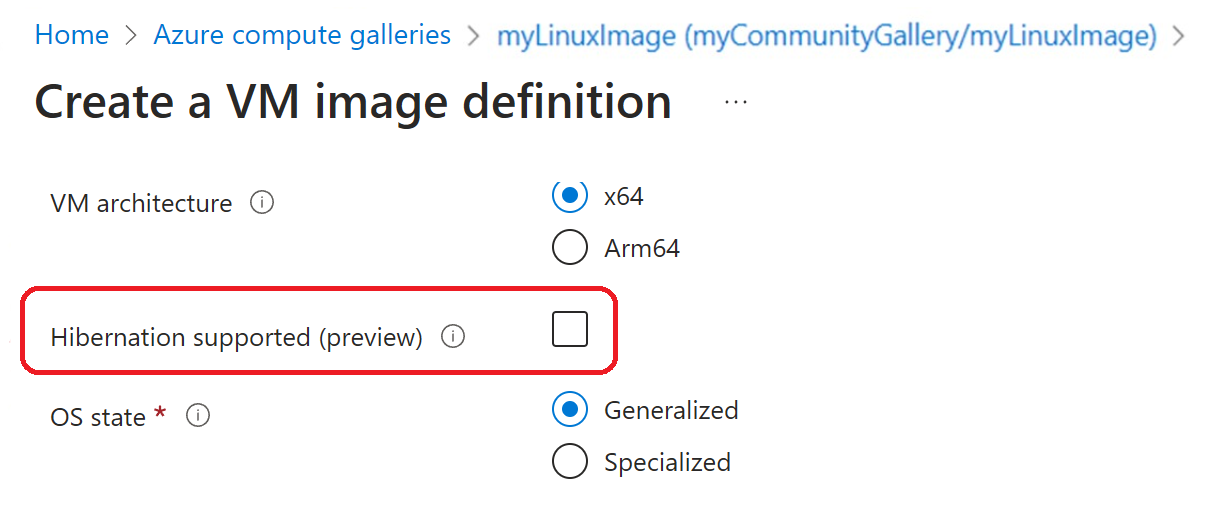 Home > Azure compute galleries > myLinuxImage (myCommunityGallery/myLinuxImage) >
Create a VM image definition ...
VM architecture
x64
Arm64
Hibernation supported (preview)
OS state *
Generalized
Specialized